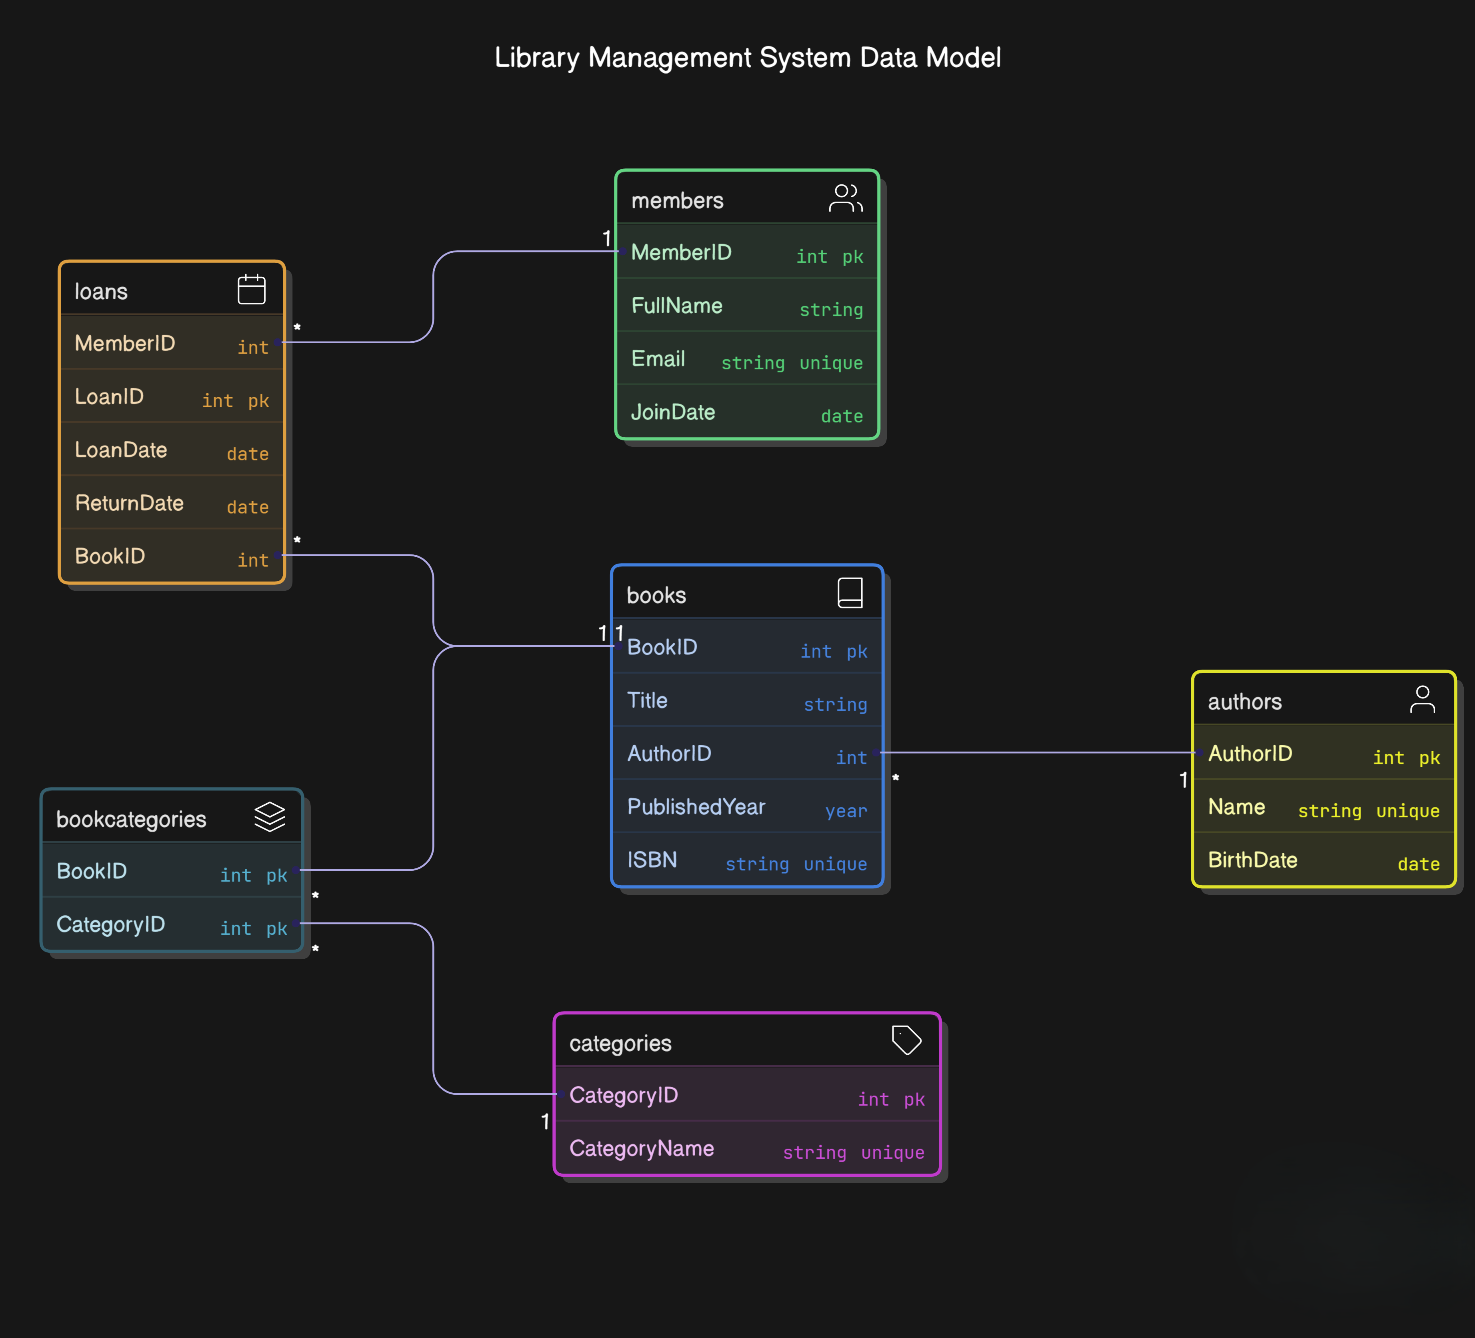 Library Management System Data Model
members
MemberID int pk
FullName string
Email string unique
JoinDate date
1
loans
MemberID int
LoanID int pk
LoanDate date
ReturnDate date
BookID int
*
*
books
BookID int pk
Title string
AuthorID int
PublishedYear year
ISBN string unique
1 1
*
authors
AuthorID int pk
Name string unique
BirthDate date
1
bookcategories
BookID int pk
CategoryID int pk
*
*
categories
CategoryID int pk
CategoryName string unique
1